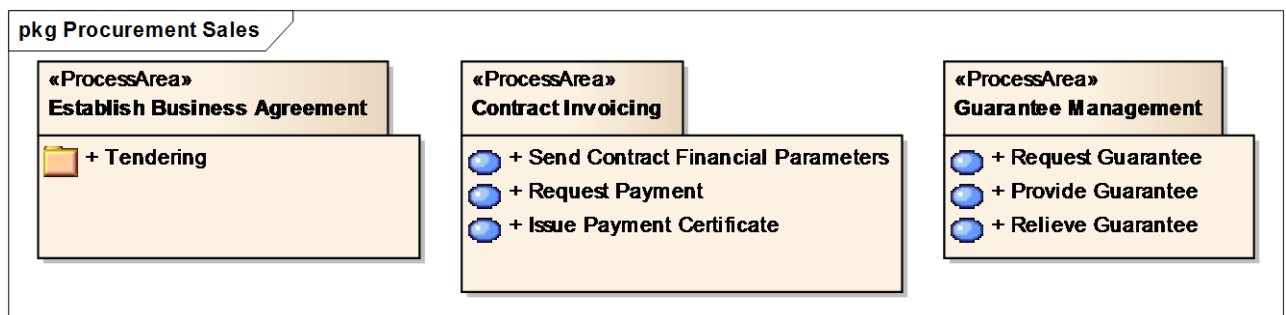 pkg Procurement Sales
«ProcessArea»
Establish Business Agreement
+ Tendering
«ProcessArea»
Contract Invoicing
+ Send Contract Financial Parameters
+ Request Payment
+ Issue Payment Certificate
«ProcessArea»
Guarantee Management
+ Request Guarantee
+ Provide Guarantee
+ Relieve Guarantee